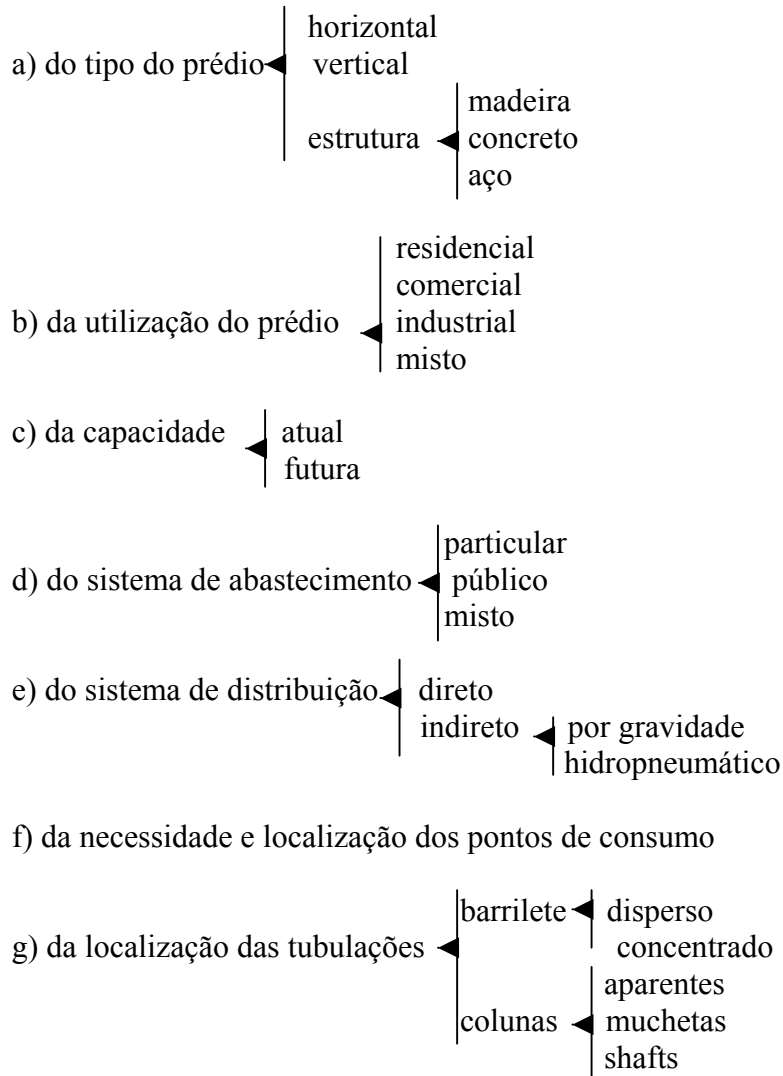 horizontal
a) do tipo do prédio
vertical
madeira
estrutura
concreto
aço
residencial
comercial
b) da utilização do prédio
industrial
misto
c) da capacidade
atual
futura
particular
d) do sistema de abastecimento
público
misto
e) do sistema de distribuição
direto
indireto
por gravidade
hidropneumático
f) da necessidade e localização dos pontos de consumo
barrilete
disperso
g) da localização das tubulações
concentrado
aparentes
colunas
muchetas
shafts